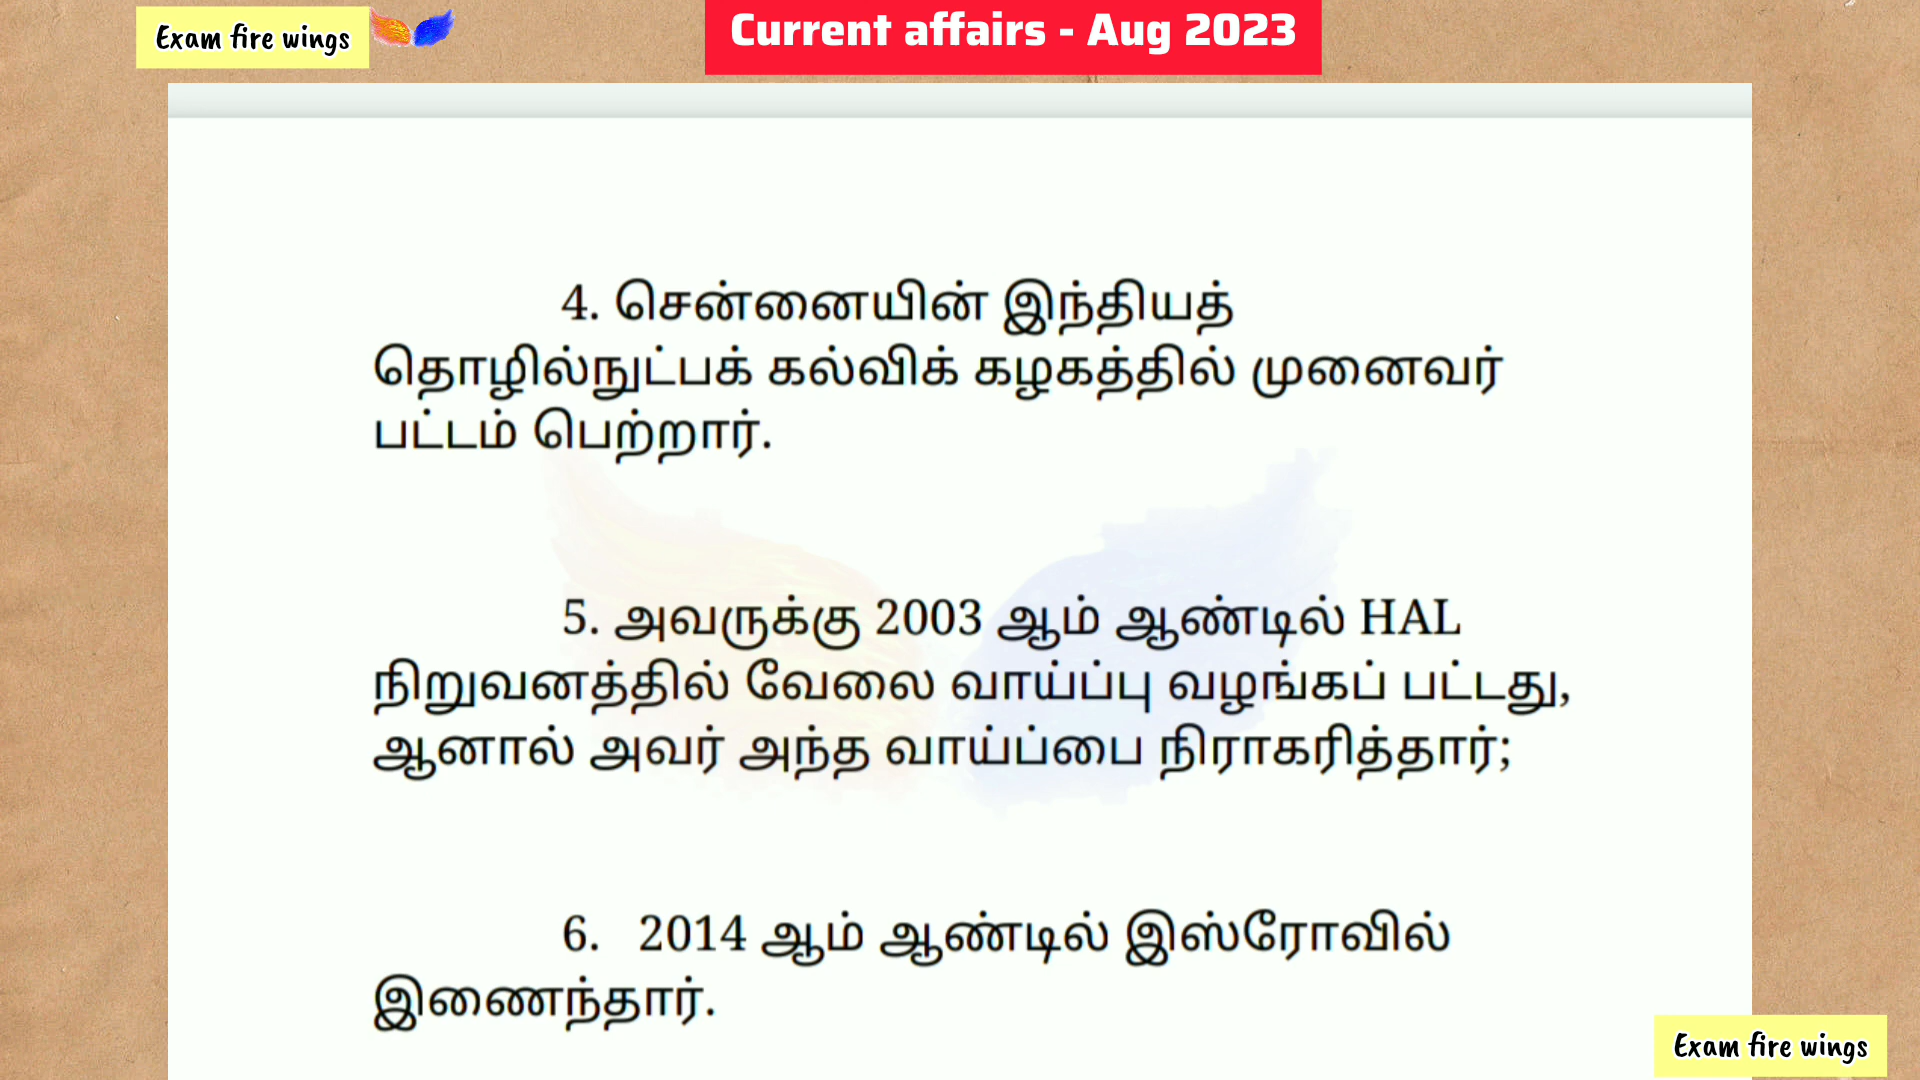 Exam fire wings
Current affairs - Aug 2023
4. சென்னையின் இந்தியத்
தொழில்நுட்பக் கல்விக் கழகத்தில் முனைவர்
பட்டம் பெற்றார்.
5. அவருக்கு 2003 ஆம் ஆண்டில் HAL
நிறுவனத்தில் வேலை வாய்ப்பு வழங்கப் பட்டது,
ஆனால் அவர் அந்த வாய்ப்பை நிராகரித்தார்;
6. 2014 ஆம் ஆண்டில் இஸ்ரோவில்
இணைந்தார்.
Exam fire wings